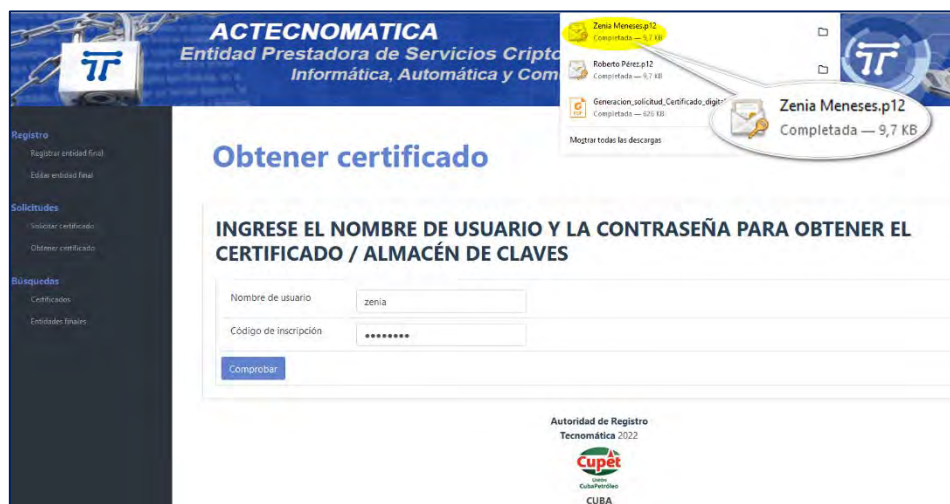 ACTECNOMATICA
Entidad Prestadora de Servicios Cripto
Informática, Automática y Com
Zenia Meneses.p12
Completada — 9,7 KB
Roberto Pérez.p12
Completada — 9,7 KB
Generacion_solicitud_Certificado_digital
Completada — 826 KB
Mostrar todas las descargas
Zenia Meneses.p12
Completada — 9,7 KB
Registro
Registrar entidad final
Editar entidad final
Solicitudes
Solicitar certificado
Obtener certificado
Búsquedas
Certificados
Entidades finales
Obtener certificado
INGRESE EL NOMBRE DE USUARIO Y LA CONTRASEÑA PARA OBTENER EL
CERTIFICADO / ALMACÉN DE CLAVES
Nombre de usuario
zenia
Código de inscripción
••••••••
Comprobar
Autoridad de Registro
Tecnomática 2022
Cupet
Unión
CubaPetróleo
CUBA